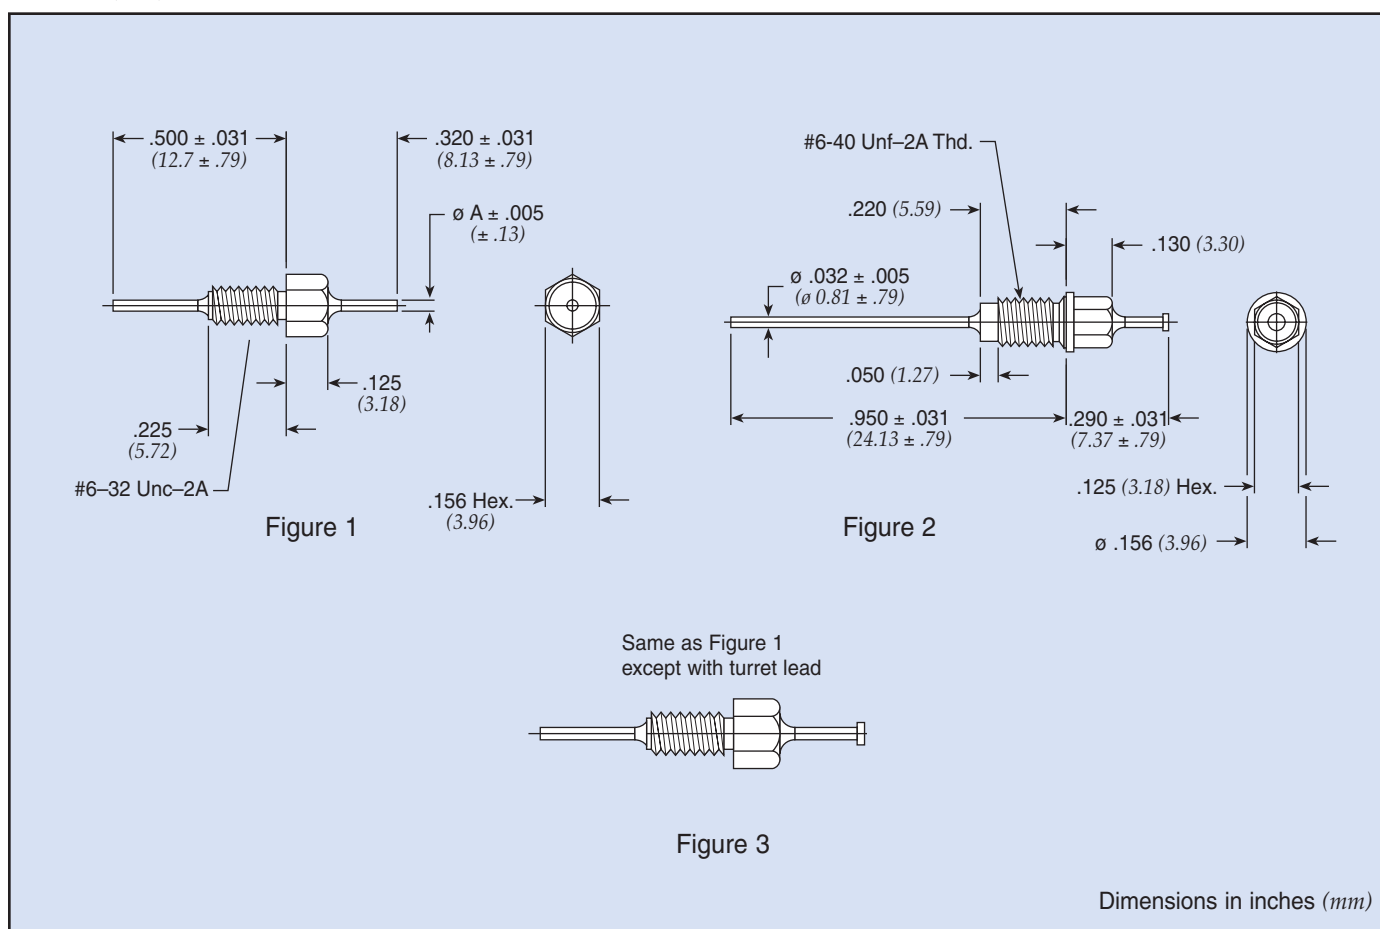 .500 ± .031
(12.7 ± .79)
.320 ± .031
(8.13 ± .79)
ø A ± .005
(± .13)
.125
(3.18)
.225
(5.72)
#6–32 Unc–2A
.156 Hex.
(3.96)
Figure 1
#6-40 Unf–2A Thd.
.220 (5.59)
.130 (3.30)
ø .032 ± .005
(ø 0.81 ± .79)
.050 (1.27)
.950 ± .031
(24.13 ± .79)
.290 ± .031
(7.37 ± .79)
.125 (3.18) Hex.
ø .156 (3.96)
Figure 2
Same as Figure 1
except with turret lead
Figure 3
Dimensions in inches (mm)